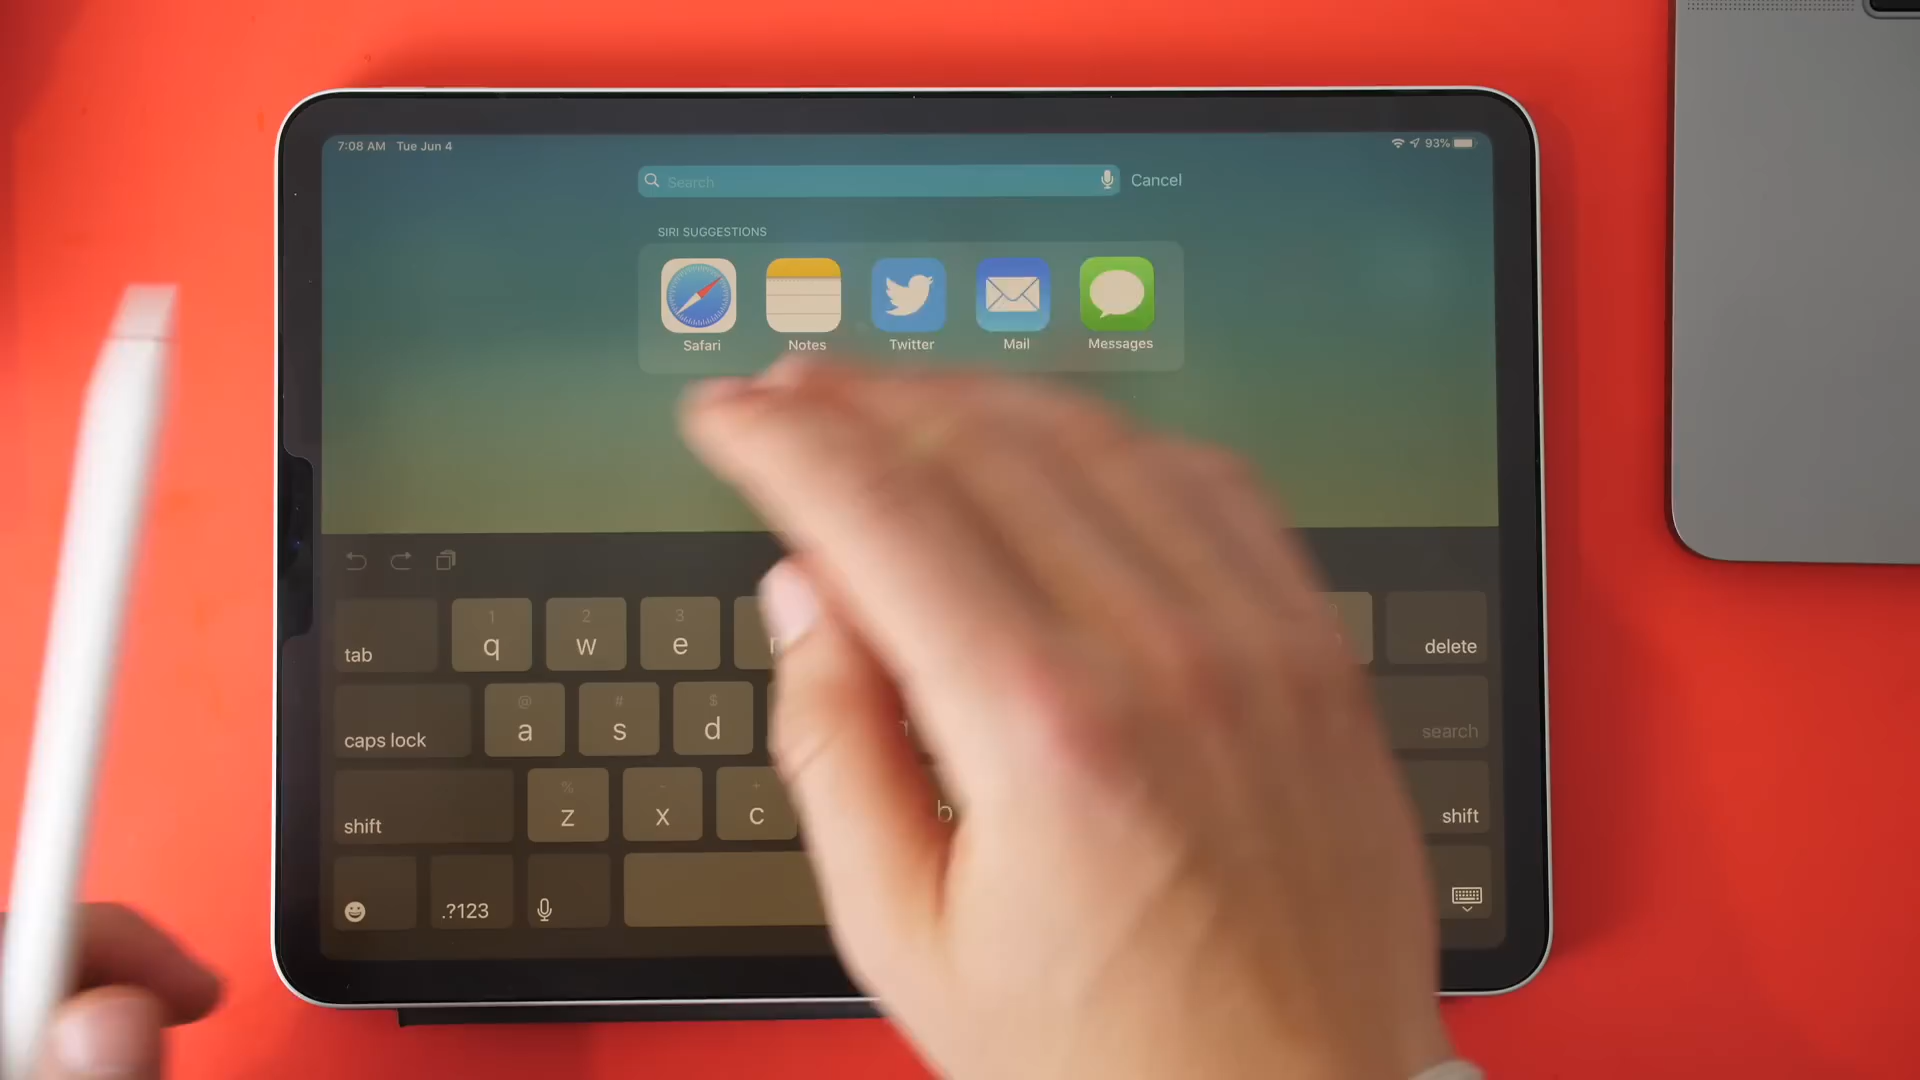 7:08 AM Tue Jun 4
93%
Search
Cancel
SIRI SUGGESTIONS
Safari
Notes
Twitter
Mail
Messages
tab
1
q
2
w
3
e
delete
caps lock
@
a
#
s
$
d
search
shift
%
z
-
x
+
c
b
shift
.?123